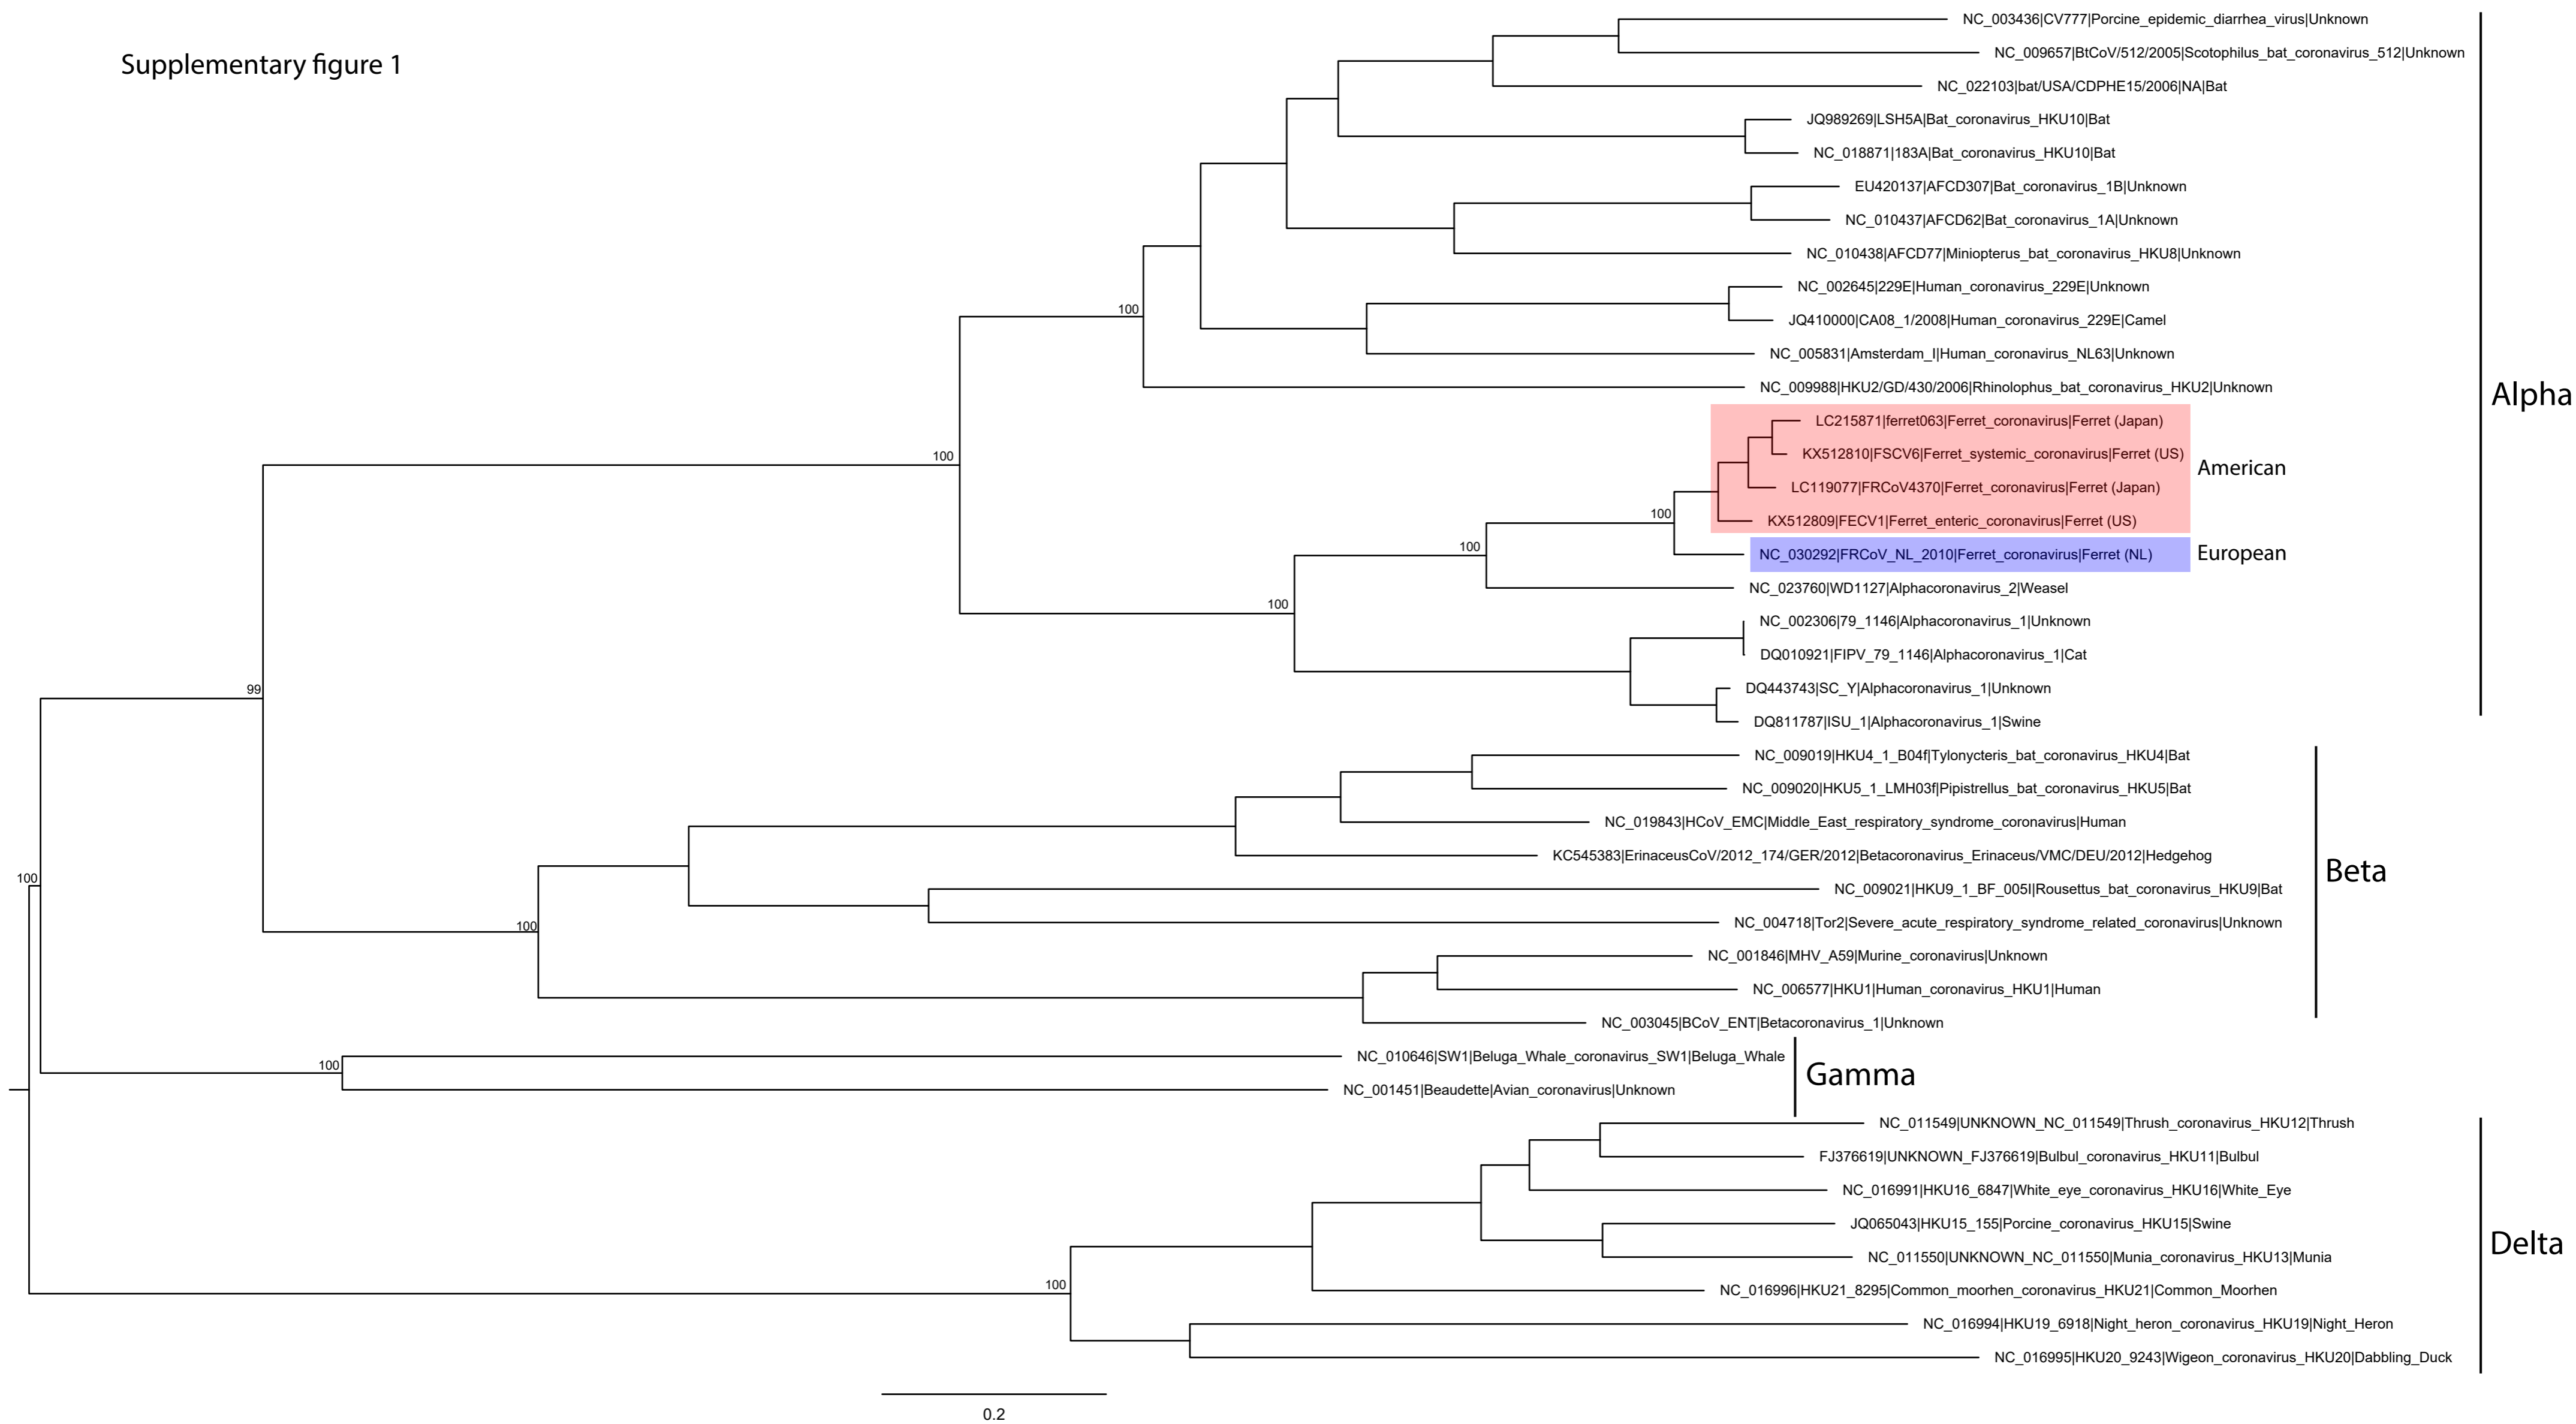 Supplementary figure 1
NC_003436|CV777|Porcine_epidemic_diarrhea_virus|Unknown
NC_009657|BtCoV/512/2005|Scotophilus_bat_coronavirus_512|Unknown
NC_022103|bat/USA/CDPHE15/2006|NA|Bat
JQ989269|LSH5A|Bat_coronavirus_HKU10|Bat
NC_018871|183A|Bat_coronavirus_HKU10|Bat
EU420137|AFCD307|Bat_coronavirus_1B|Unknown
NC_010437|AFCD62|Bat_coronavirus_1A|Unknown
NC_010438|AFCD77|Miniopterus_bat_coronavirus_HKU8|Unknown
NC_002645|229E|Human_coronavirus_229E|Unknown
100
JQ410000|CA08_1/2008|Human_coronavirus_229E|Camel
NC_005831|Amsterdam_I|Human_coronavirus_NL63|Unknown
NC_009988|HKU2/GD/430/2006|Rhinolophus_bat_coronavirus_HKU2|Unknown
Alpha
LC215871|ferret063|Ferret_coronavirus|Ferret (Japan)
100
KX512810|FSCV6|Ferret_systemic_coronavirus|Ferret (US)
American
LC119077|FRCoV4370|Ferret_coronavirus|Ferret (Japan)
100
KX512809|FECV1|Ferret_enteric_coronavirus|Ferret (US)
100
NC_030292|FRCoV_NL_2010|Ferret_coronavirus|Ferret (NL)
European
NC_023760|WD1127|Alphacoronavirus_2|Weasel
100
NC_002306|79_1146|Alphacoronavirus_1|Unknown
DQ010921|FIPV_79_1146|Alphacoronavirus_1|Cat
99
DQ443743|SC_Y|Alphacoronavirus_1|Unknown
DQ811787|ISU_1|Alphacoronavirus_1|Swine
NC_009019|HKU4_1_B04f|Tylonycteris_bat_coronavirus_HKU4|Bat
NC_009020|HKU5_1_LMH03f|Pipistrellus_bat_coronavirus_HKU5|Bat
NC_019843|HCoV_EMC|Middle_East_respiratory_syndrome_coronavirus|Human
KC545383|ErinaceusCoV/2012_174/GER/2012|Betacoronavirus_Erinaceus/VMC/DEU/2012|Hedgehog
Beta
100
NC_009021|HKU9_1_BF_005I|Rousettus_bat_coronavirus_HKU9|Bat
100
NC_004718|Tor2|Severe_acute_respiratory_syndrome_related_coronavirus|Unknown
NC_001846|MHV_A59|Murine_coronavirus|Unknown
NC_006577|HKU1|Human_coronavirus_HKU1|Human
NC_003045|BCoV_ENT|Betacoronavirus_1|Unknown
100
NC_010646|SW1|Beluga_Whale_coronavirus_SW1|Beluga_Whale
Gamma
NC_001451|Beaudette|Avian_coronavirus|Unknown
NC_011549|UNKNOWN_NC_011549|Thrush_coronavirus_HKU12|Thrush
FJ376619|UNKNOWN_FJ376619|Bulbul_coronavirus_HKU11|Bulbul
NC_016991|HKU16_6847|White_eye_coronavirus_HKU16|White_Eye
JQ065043|HKU15_155|Porcine_coronavirus_HKU15|Swine
Delta
NC_011550|UNKNOWN_NC_011550|Munia_coronavirus_HKU13|Munia
100
NC_016996|HKU21_8295|Common_moorhen_coronavirus_HKU21|Common_Moorhen
NC_016994|HKU19_6918|Night_heron_coronavirus_HKU19|Night_Heron
NC_016995|HKU20_9243|Wigeon_coronavirus_HKU20|Dabbling_Duck
0.2